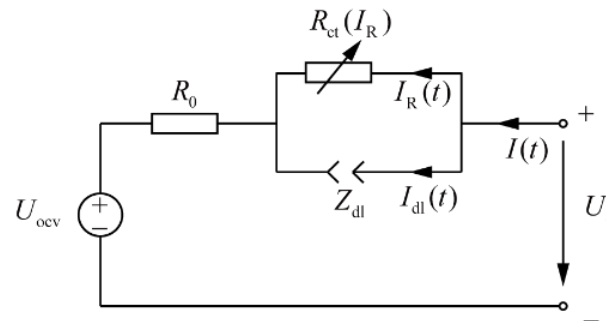 R_ct(I_R)
R_0
I_R(t)
+
I(t)
Z_dl
I_dl(t)
U_ocv
+
−
U
−